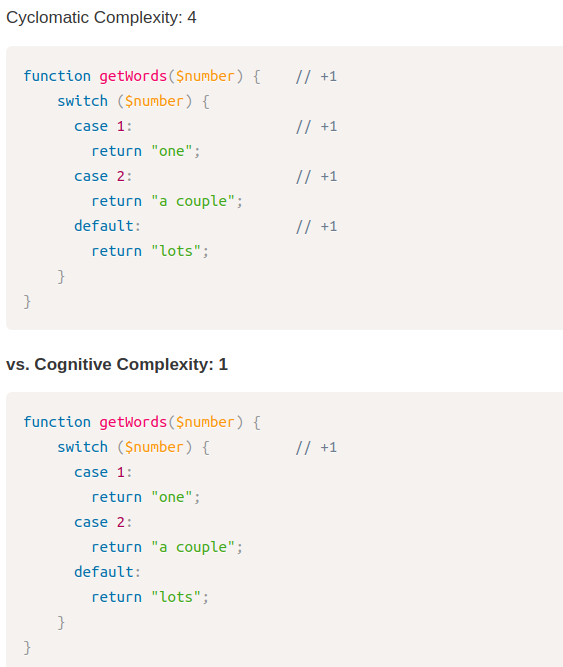 Cyclomatic Complexity: 4
function getWords($number) {    // +1
    switch ($number) {
      case 1:                   // +1
        return "one";
      case 2:                   // +1
        return "a couple";
      default:                  // +1
        return "lots";
    }
}
vs. Cognitive Complexity: 1
function getWords($number) {
    switch ($number) {          // +1
      case 1:
        return "one";
      case 2:
        return "a couple";
      default:
        return "lots";
    }
}